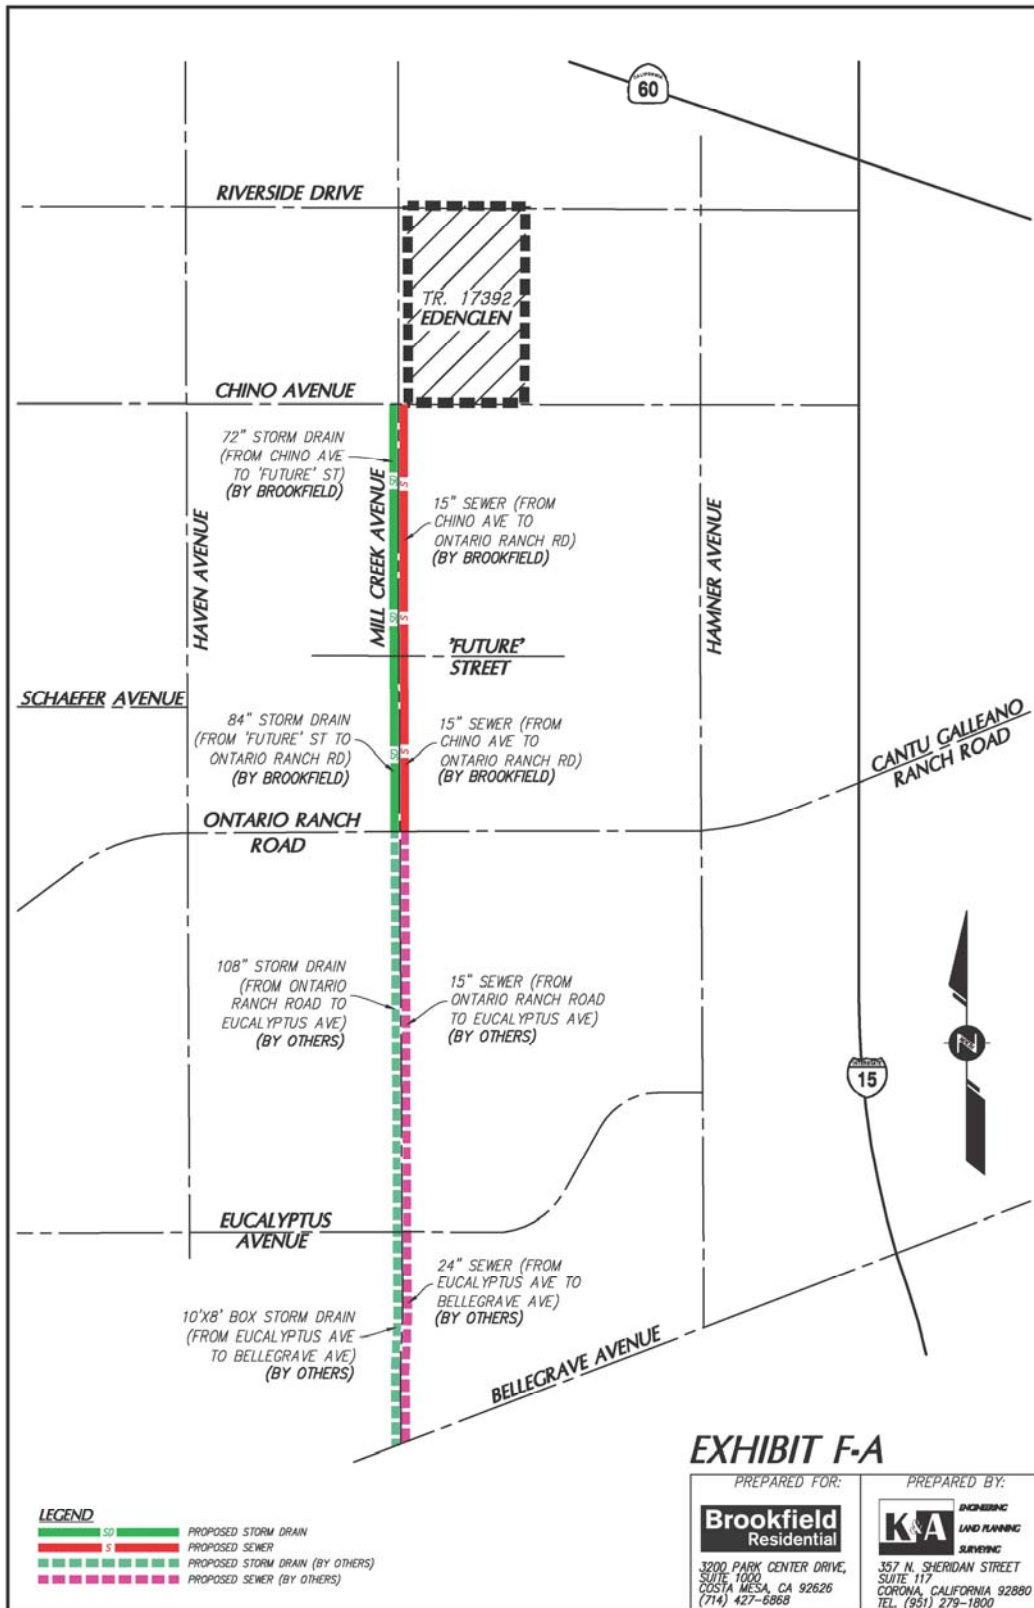 CALIFORNIA
60
RIVERSIDE DRIVE
TR. 17392
EDENGLEN
CHINO AVENUE
72" STORM DRAIN
(FROM CHINO AVE
TO 'FUTURE' ST)
(BY BROOKFIELD)
MILL CREEK AVENUE
SD
S
15" SEWER (FROM
CHINO AVE TO
ONTARIO RANCH RD)
(BY BROOKFIELD)
HAVEN AVENUE
HAMNER AVENUE
SD
S
'FUTURE'
STREET
SCHAEFER AVENUE
84" STORM DRAIN
(FROM 'FUTURE' ST TO
ONTARIO RANCH RD)
(BY BROOKFIELD)
SD
S
15" SEWER (FROM
CHINO AVE TO
ONTARIO RANCH RD)
(BY BROOKFIELD)
CANTU GALLEANO
RANCH ROAD
ONTARIO RANCH
ROAD
108" STORM DRAIN
(FROM ONTARIO
RANCH ROAD TO
EUCALYPTUS AVE)
(BY OTHERS)
15" SEWER (FROM
ONTARIO RANCH ROAD
TO EUCALYPTUS AVE)
(BY OTHERS)
15
EUCALYPTUS
AVENUE
24" SEWER (FROM
EUCALYPTUS AVE TO
BELLEGRAVE AVE)
(BY OTHERS)
10'X8' BOX STORM DRAIN
(FROM EUCALYPTUS AVE
TO BELLEGRAVE AVE)
(BY OTHERS)
BELLEGRAVE AVENUE
EXHIBIT F-A
PREPARED FOR:
Brookfield
Residential
3200 PARK CENTER DRIVE,
SUITE 1000
COSTA MESA, CA 92626
(714) 427-6868
PREPARED BY:
K&A
ENGINEERING
LAND PLANNING
SURVEYING
357 N. SHERIDAN STREET
SUITE 117
CORONA, CALIFORNIA 92880
TEL. (951) 279-1800
LEGEND
SD PROPOSED STORM DRAIN
S PROPOSED SEWER
PROPOSED STORM DRAIN (BY OTHERS)
PROPOSED SEWER (BY OTHERS)